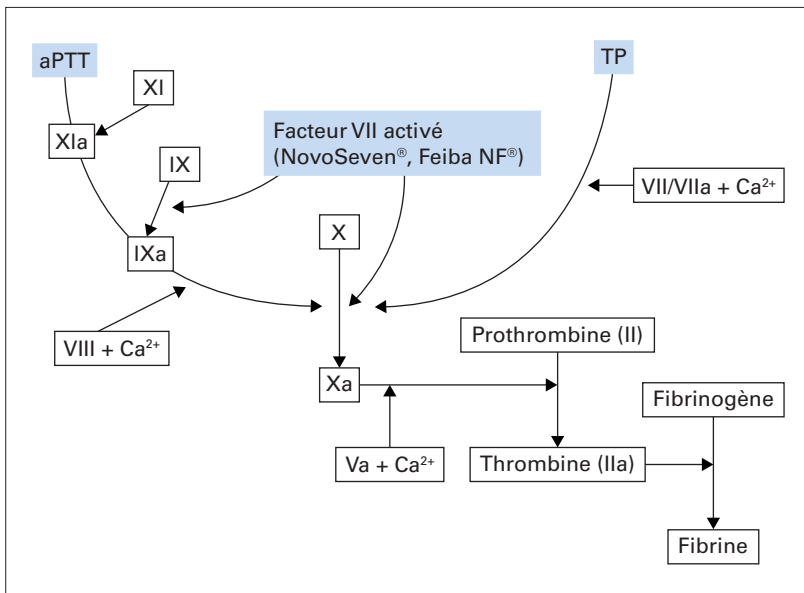 aPTT
TP
XI
XIa
Facteur VII activé
(NovoSeven®, Feiba NF®)
IX
VII/VIIa + Ca²⁺
X
IXa
VIII + Ca²⁺
Prothrombine (II)
Xa
Fibrinogène
Va + Ca²⁺
Thrombine (IIa)
Fibrine